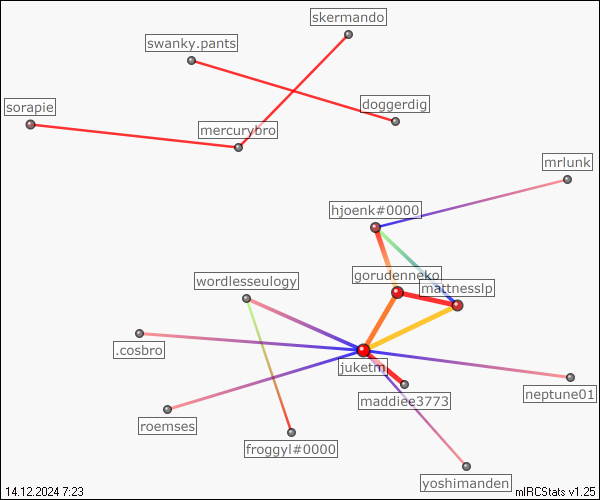 skermando
swanky.pants
sorapie
doggerdig
mercurybro
mrlunk
hjoenk#0000
gorudenneko
wordlesseulogy
mattnesslp
.cosbro
juketm
neptune01
maddiee3773
roemses
froggyl#0000
yoshimanden
14.12.2024 7:23
mIRCStats v1.25